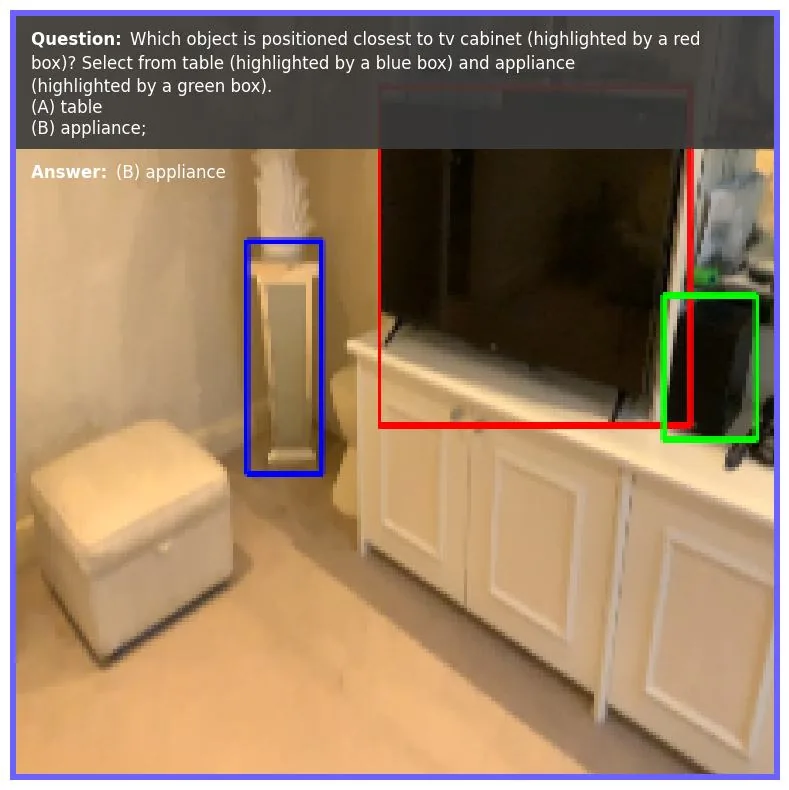 Question: Which object is positioned closest to tv cabinet (highlighted by a red
box)? Select from table (highlighted by a blue box) and appliance
(highlighted by a green box).
(A) table
(B) appliance;
Answer: (B) appliance